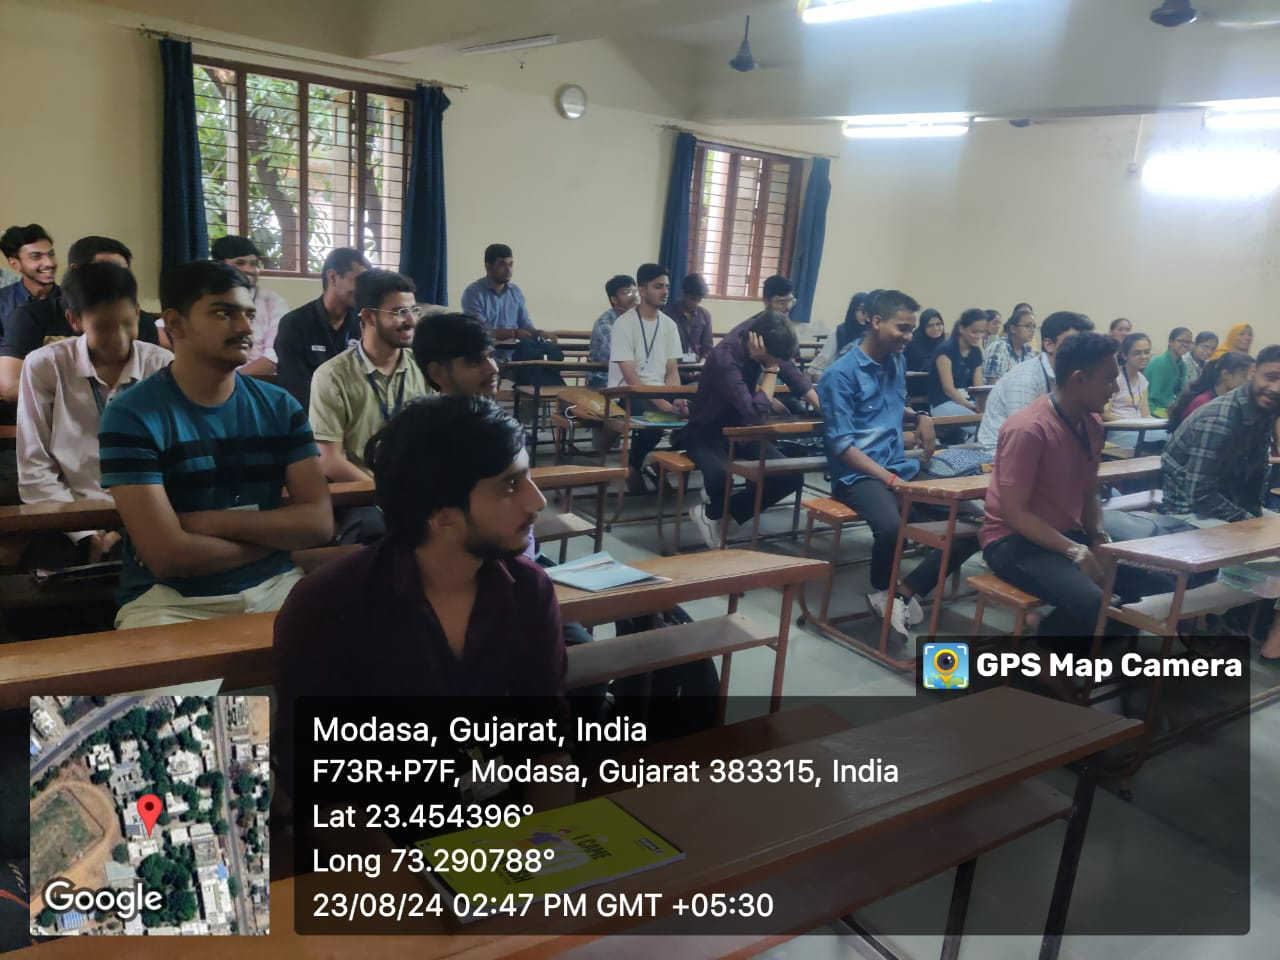 GPS Map Camera
Modasa, Gujarat, India
F73R+P7F, Modasa, Gujarat 383315, India
Lat 23.454396°
Long 73.290788°
23/08/24 02:47 PM GMT +05:30
Google
I CAME